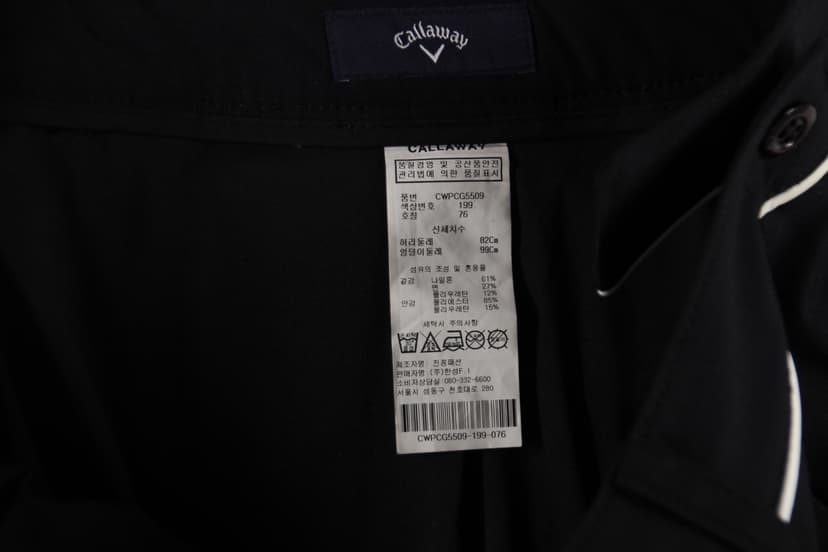 Callaway
CALLAWAY
품질경영 및 공산품안전
관리법에 의한 품질표시
품번 CWPCG5509
색상번호 199
호칭 76
신체치수
허리둘레 82Cm
엉덩이둘레 99Cm
섬유의 조성 및 혼용율
겉감 나일론 61%
면 27%
폴리우레탄 12%
안감 폴리에스터 85%
폴리우레탄 15%
세탁시 주의사항
제조자명: 진흥패션
판매자명:(주)한성F.I
소비자상담실:080-332-6600
서울시 성동구 천호대로 280
CWPCG5509-199-076